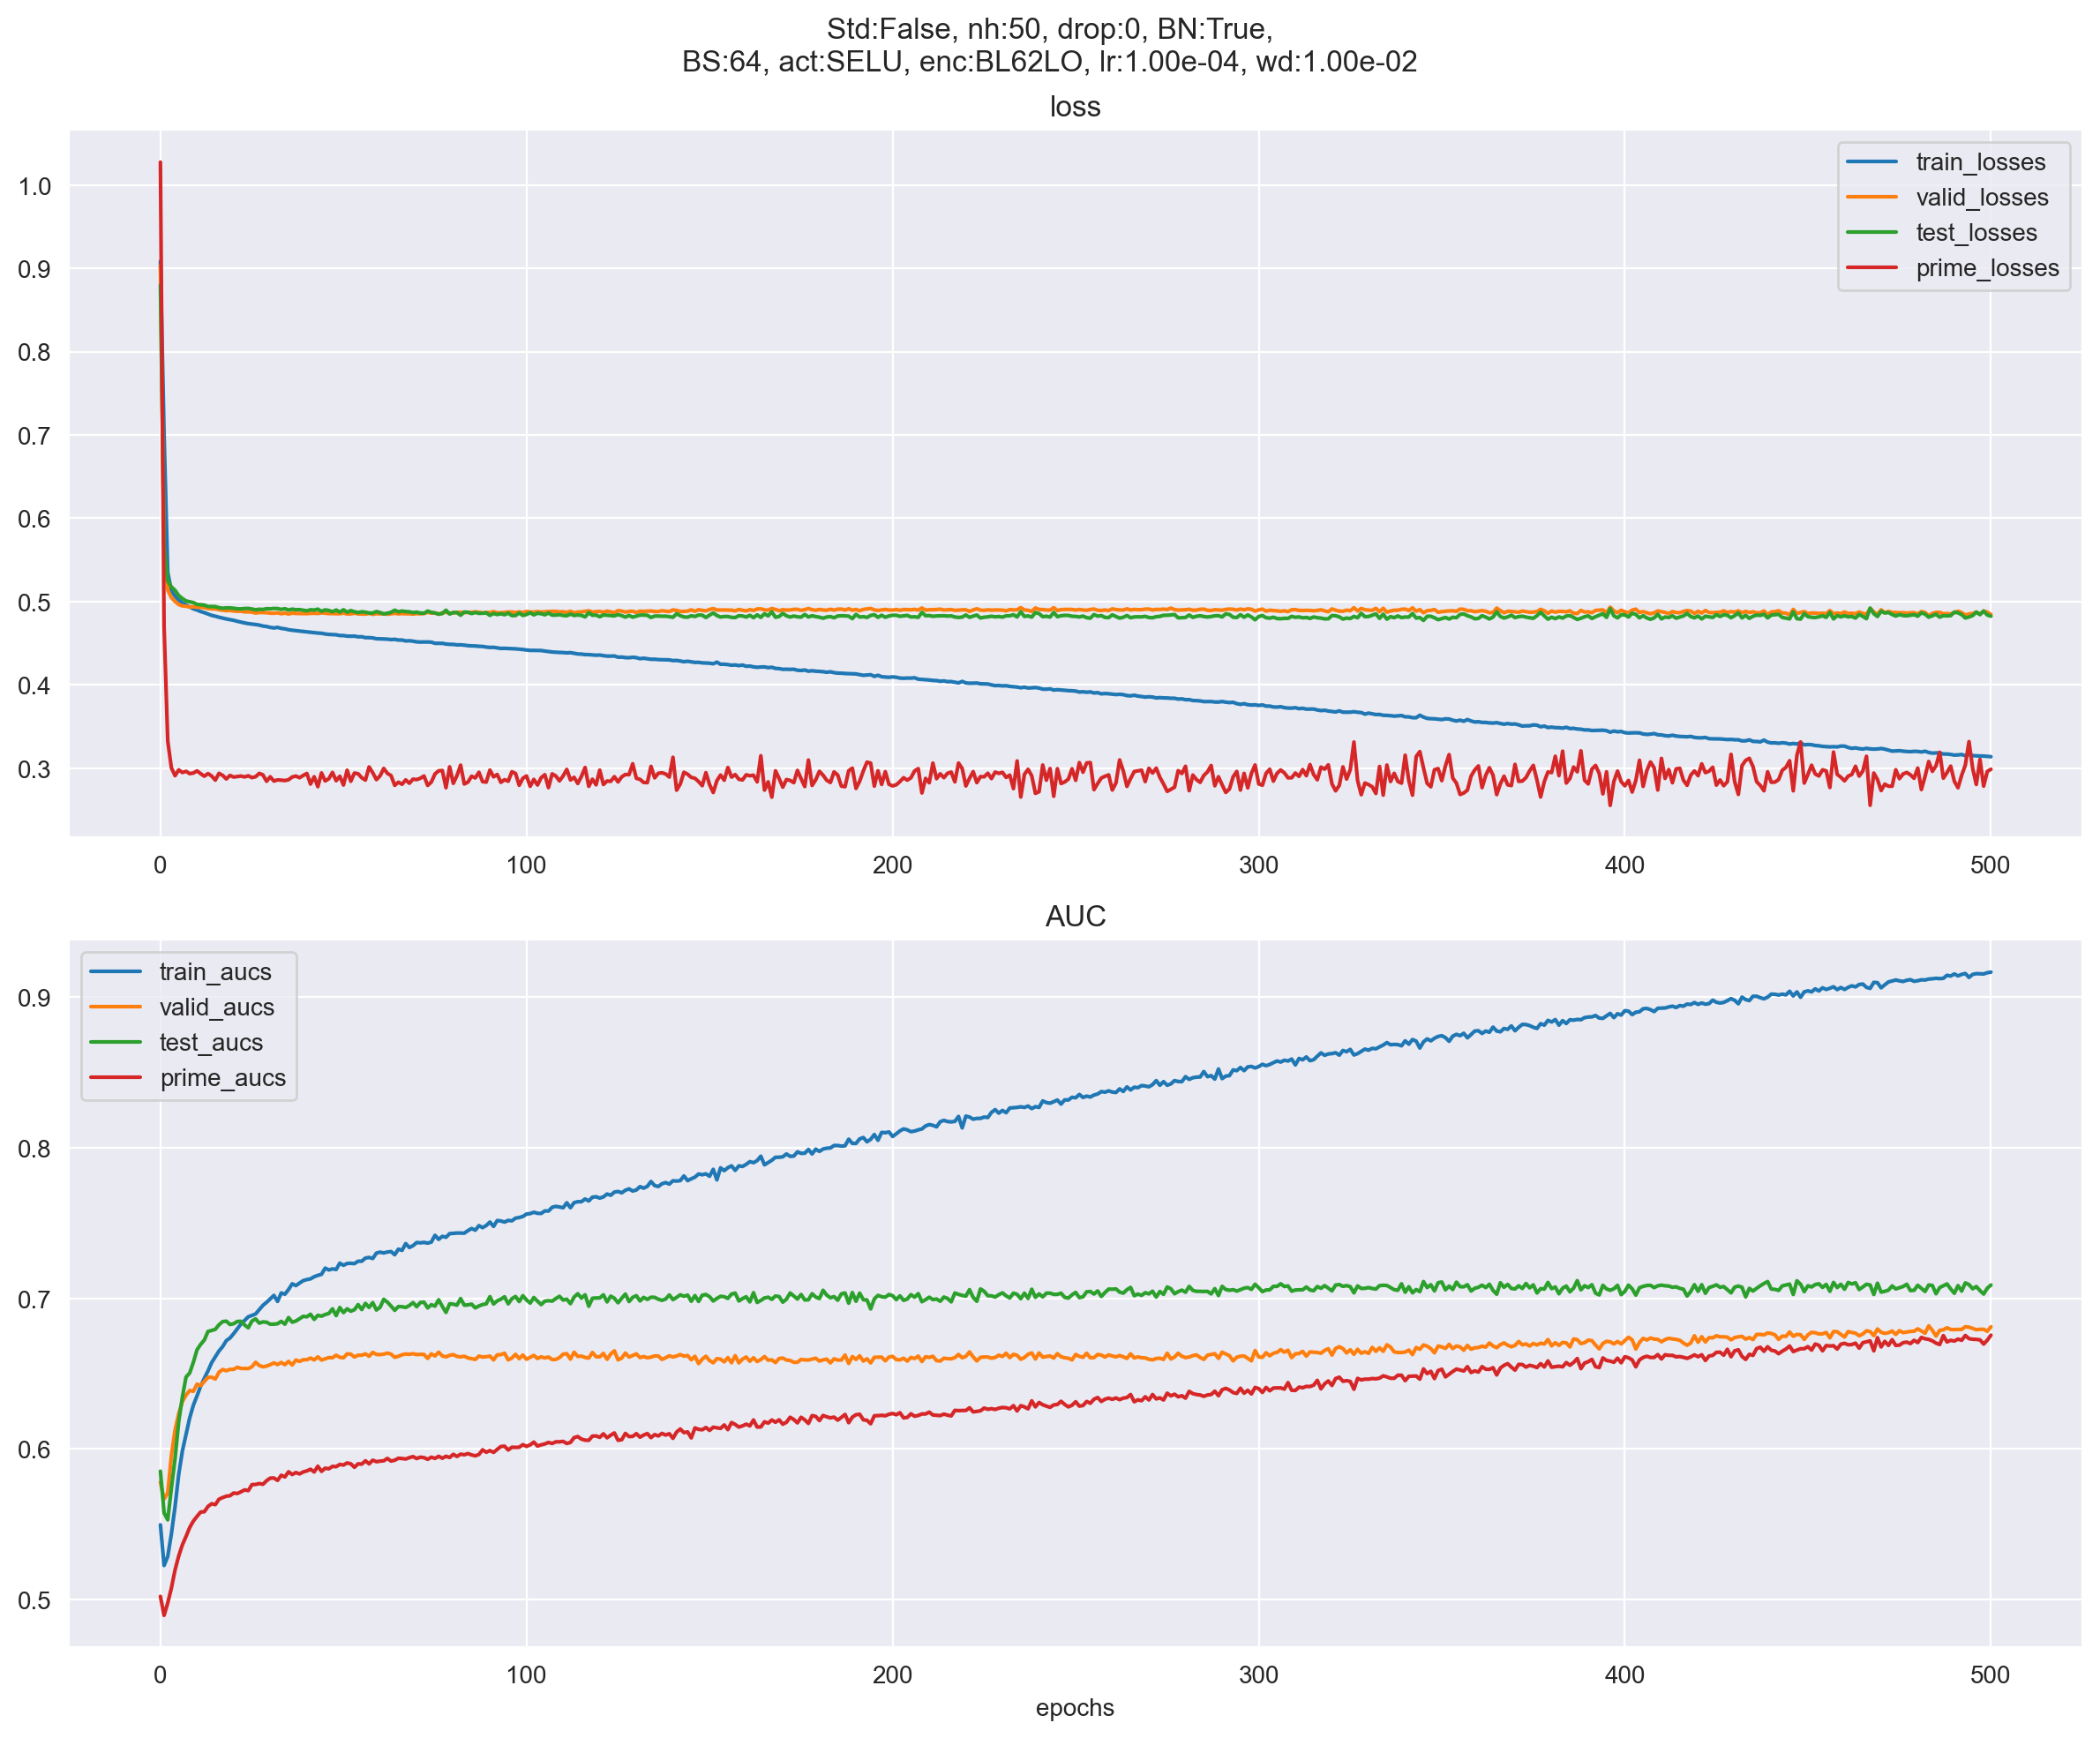 Std:False, nh:50, drop:0, BN:True,
BS:64, act:SELU, enc:BL62LO, lr:1.00e-04, wd:1.00e-02
loss
1.0
0.9
0.8
0.7
0.6
0.5
0.4
0.3
train_losses
valid_losses
test_losses
prime_losses
0 100 200 300 400 500
AUC
0.9
0.8
0.7
0.6
0.5
train_aucs
valid_aucs
test_aucs
prime_aucs
0 100 200 300 400 500
epochs